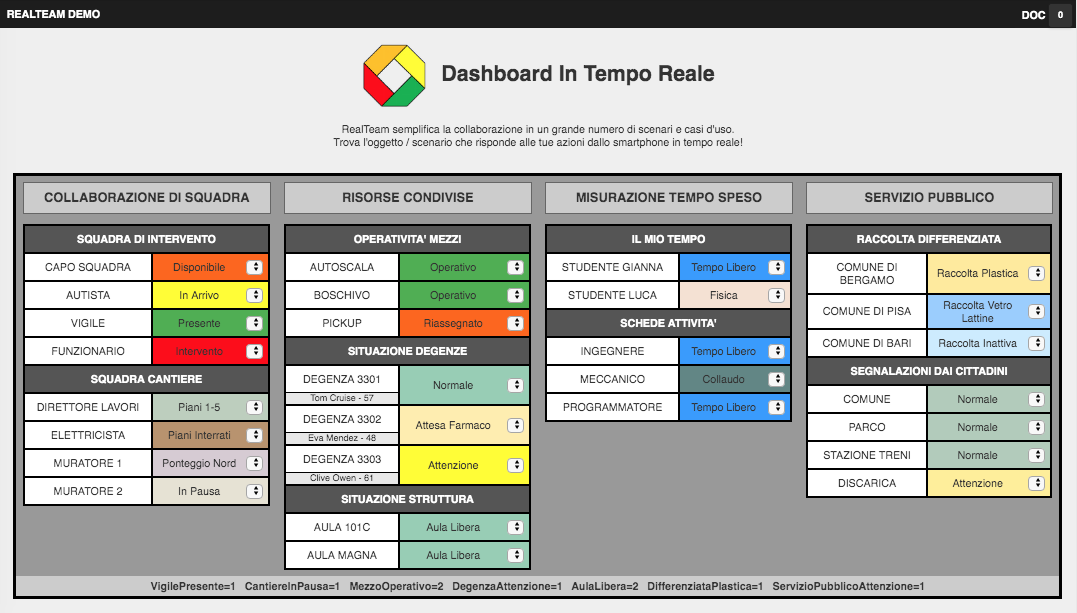 REALTEAM DEMO
DOC 0
Dashboard In Tempo Reale
RealTeam semplifica la collaborazione in un grande numero di scenari e casi d'uso.
Trova l'oggetto / scenario che risponde alle tue azioni dallo smartphone in tempo reale!
COLLABORAZIONE DI SQUADRA
SQUADRA DI INTERVENTO
CAPO SQUADRA Disponibile
AUTISTA In Arrivo
VIGILE Presente
FUNZIONARIO Intervento
SQUADRA CANTIERE
DIRETTORE LAVORI Piani 1-5
ELETTRICISTA Piani Interrati
MURATORE 1 Ponteggio Nord
MURATORE 2 In Pausa
RISORSE CONDIVISE
OPERATIVITA' MEZZI
AUTOSCALA Operativo
BOSCHIVO Operativo
PICKUP Riassegnato
SITUAZIONE DEGENZE
DEGENZA 3301 Normale
Tom Cruise - 57
DEGENZA 3302 Attesa Farmaco
Eva Mendez - 48
DEGENZA 3303 Attenzione
Clive Owen - 61
SITUAZIONE STRUTTURA
AULA 101C Aula Libera
AULA MAGNA Aula Libera
MISURAZIONE TEMPO SPESO
IL MIO TEMPO
STUDENTE GIANNA Tempo Libero
STUDENTE LUCA Fisica
SCHEDE ATTIVITA'
INGEGNERE Tempo Libero
MECCANICO Collaudo
PROGRAMMATORE Tempo Libero
SERVIZIO PUBBLICO
RACCOLTA DIFFERENZIATA
COMUNE DI
BERGAMO
Raccolta Plastica
COMUNE DI PISA
Raccolta Vetro
Lattine
COMUNE DI BARI Raccolta Inattiva
SEGNALAZIONI DAI CITTADINI
COMUNE Normale
PARCO Normale
STAZIONE TRENI Normale
DISCARICA Attenzione
VigilePresente=1 CantiereInPausa=1 MezzoOperativo=2 DegenzaAttenzione=1 AulaLibera=2 DifferenziataPlastica=1 ServizioPubblicoAttenzione=1